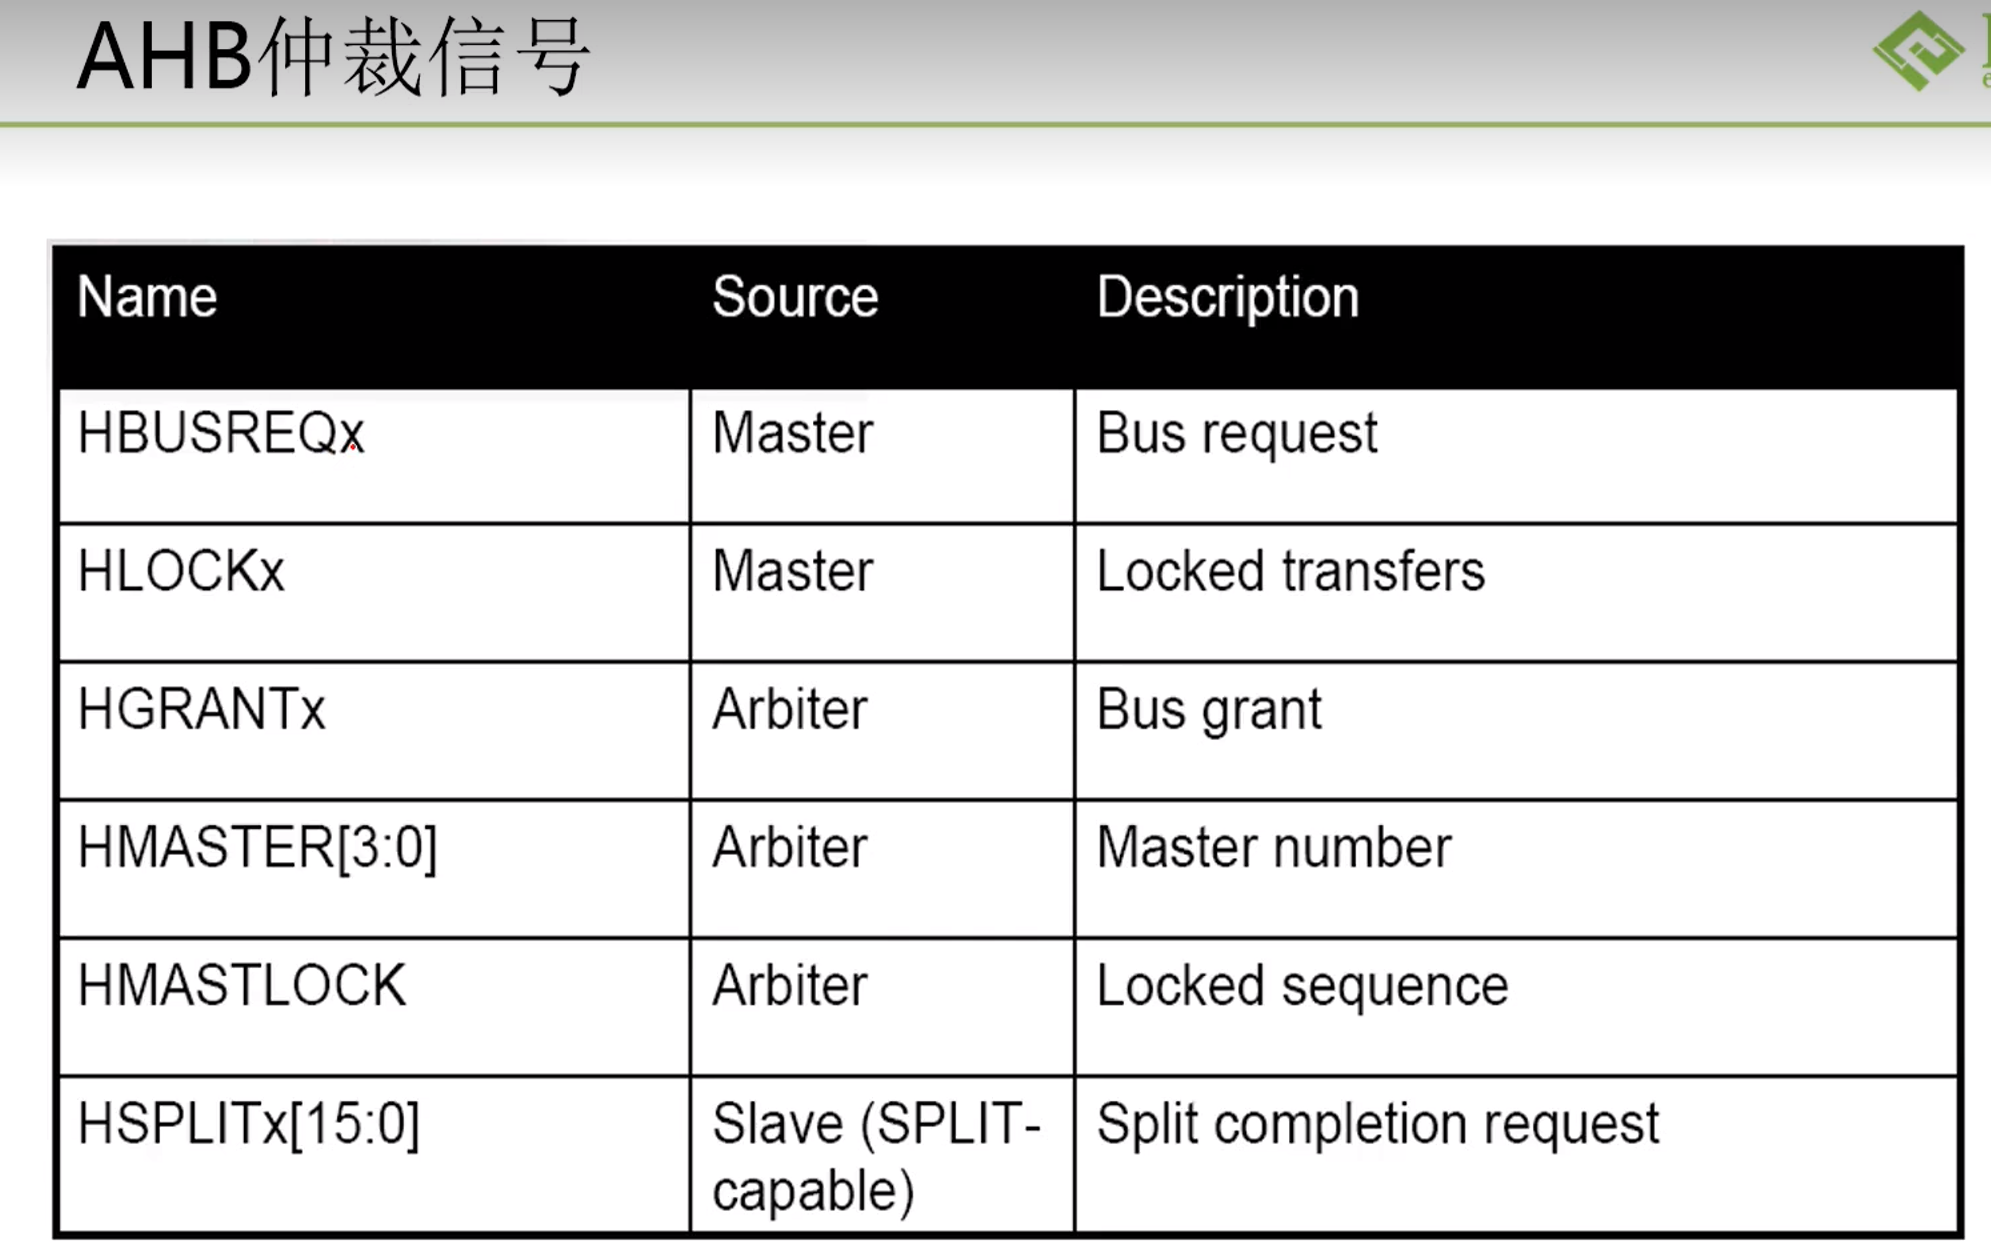 AHB仲裁信号
Name Source Description
HBUSREQx Master Bus request
HLOCKx Master Locked transfers
HGRANTx Arbiter Bus grant
HMASTER[3:0] Arbiter Master number
HMASTLOCK Arbiter Locked sequence
HSPLITx[15:0] Slave (SPLIT- Split completion request
capable)